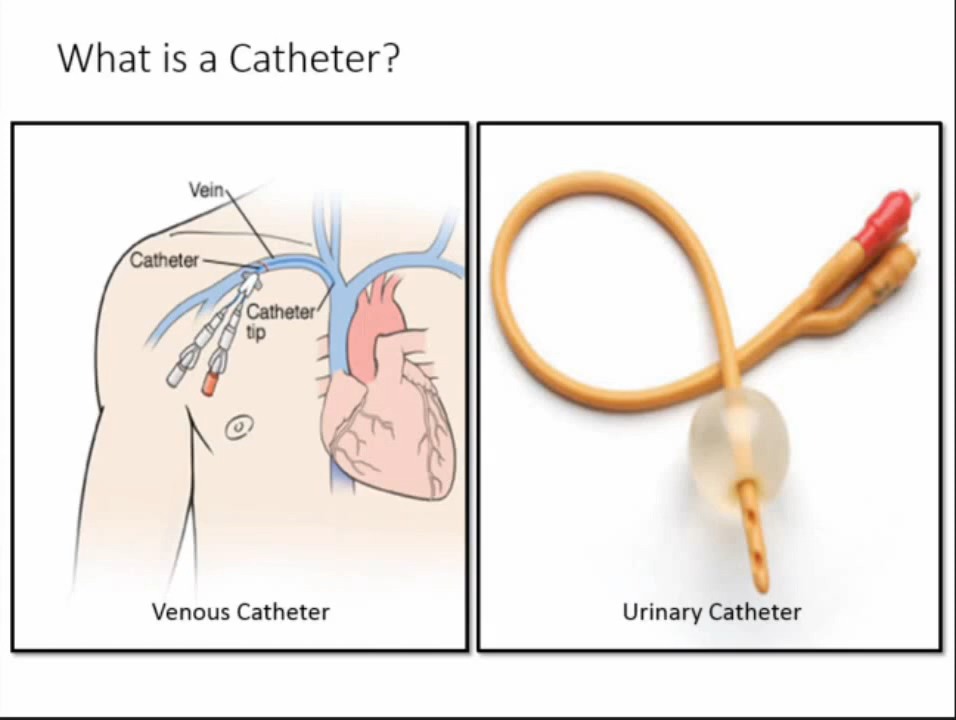 What is a Catheter?
Vein
Catheter
Catheter
tip
Venous Catheter
Urinary Catheter